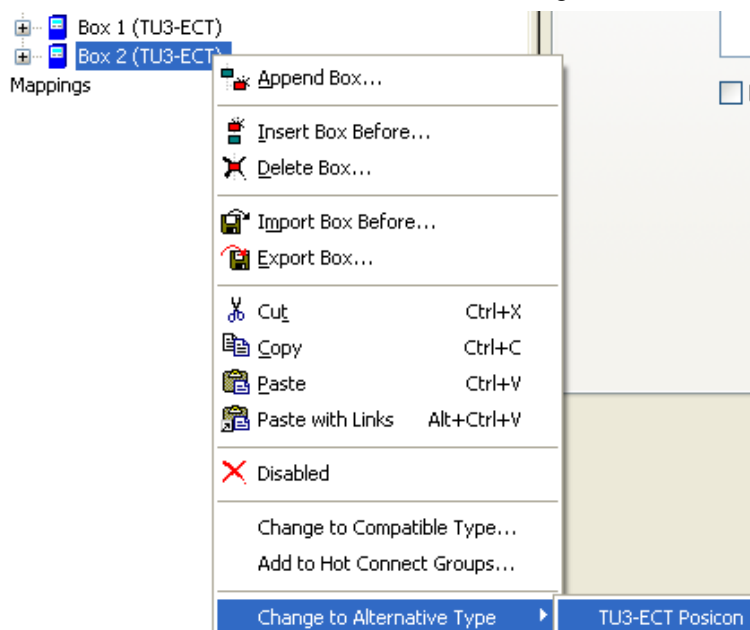 Box 1 (TU3-ECT)
Box 2 (TU3-ECT)
Mappings
Append Box...
Insert Box Before...
Delete Box...
Import Box Before...
Export Box...
Cut Ctrl+X
Copy Ctrl+C
Paste Ctrl+V
Paste with Links Alt+Ctrl+V
Disabled
Change to Compatible Type...
Add to Hot Connect Groups...
Change to Alternative Type TU3-ECT Posicon